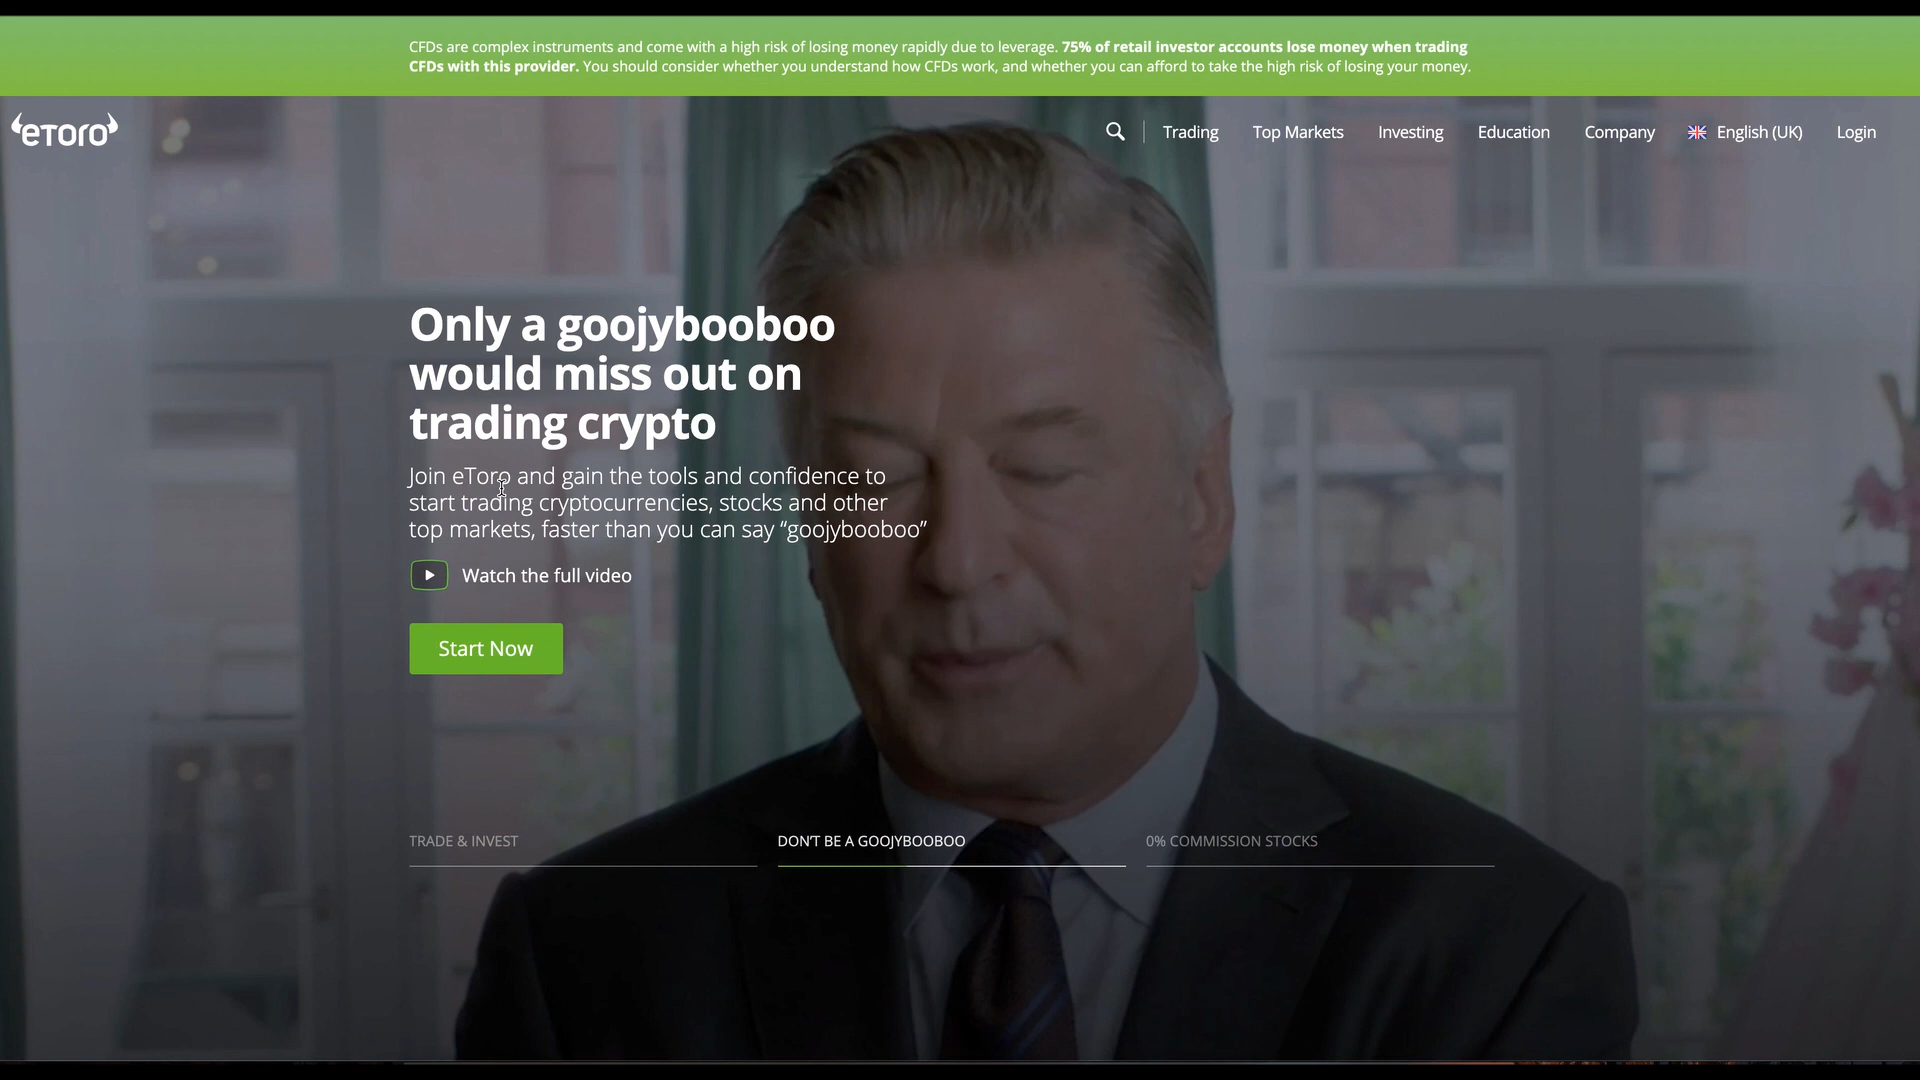 CFDs are complex instruments and come with a high risk of losing money rapidly due to leverage. 75% of retail investor accounts lose money when trading
CFDs with this provider. You should consider whether you understand how CFDs work, and whether you can afford to take the high risk of losing your money.
eToro
Trading
Top Markets
Investing
Education
Company
English (UK)
Login
Only a goojybooboo
would miss out on
trading crypto
Join eToro and gain the tools and confidence to
start trading cryptocurrencies, stocks and other
top markets, faster than you can say “goojybooboo”
Watch the full video
Start Now
TRADE & INVEST
DON'T BE A GOOJYBOOBOO
0% COMMISSION STOCKS